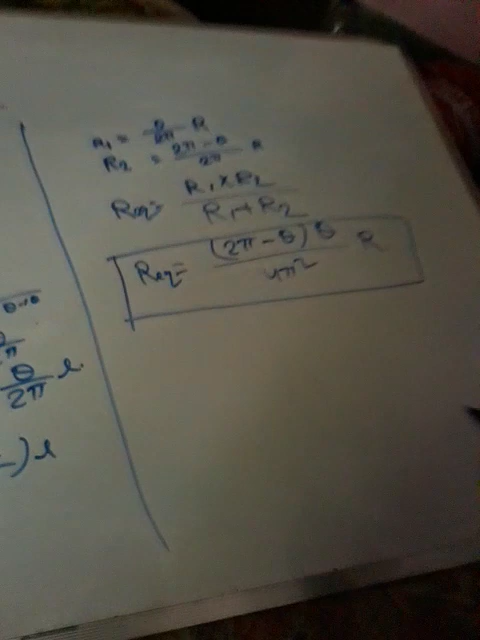 θ/2π l
–) l
R1 = θ/2π R
R2 = 2π - θ/2π R
Req = R1 × R2/R1 + R2
Req = (2π - θ) θ/4π² R